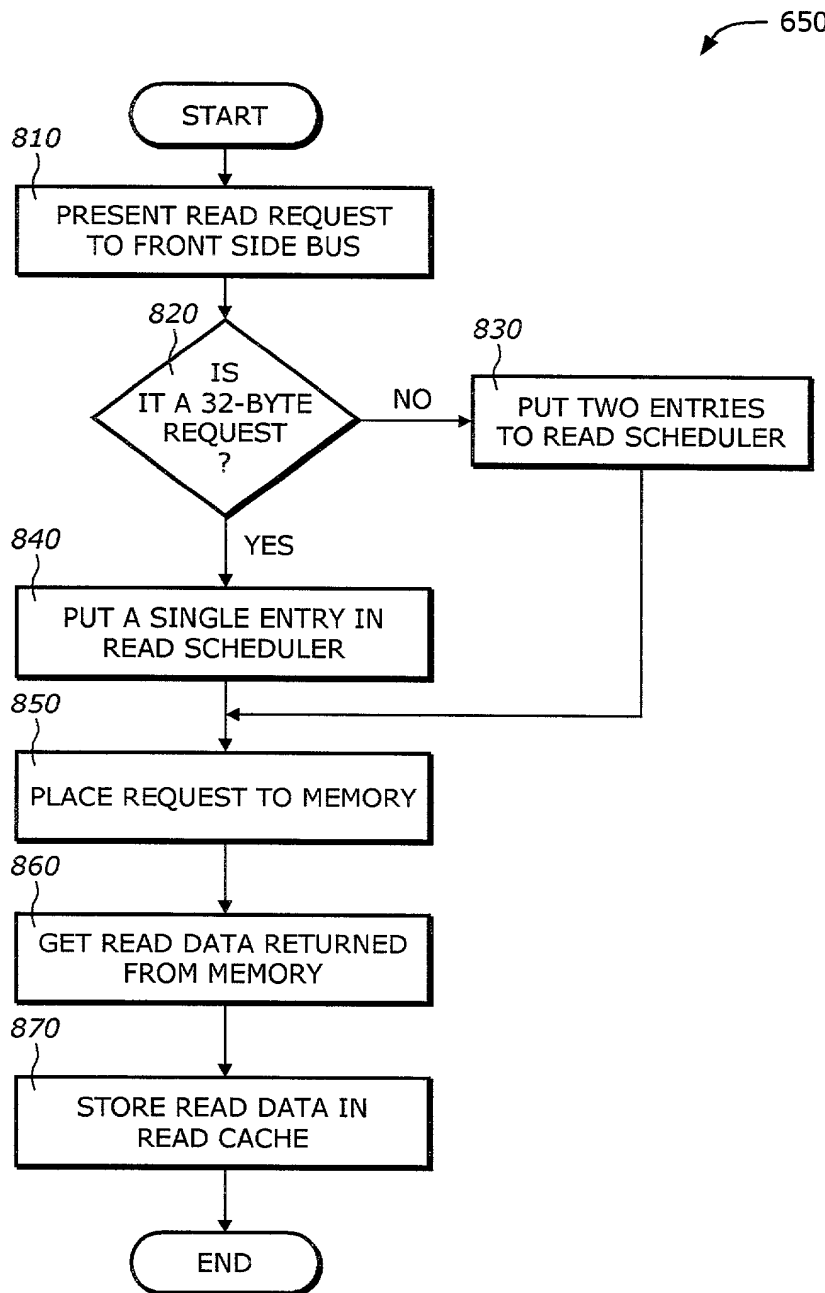 650
START
810
PRESENT READ REQUEST
TO FRONT SIDE BUS
820
IS
IT A 32-BYTE
REQUEST
?
NO
830
PUT TWO ENTRIES
TO READ SCHEDULER
YES
840
PUT A SINGLE ENTRY IN
READ SCHEDULER
850
PLACE REQUEST TO MEMORY
860
GET READ DATA RETURNED
FROM MEMORY
870
STORE READ DATA IN
READ CACHE
END